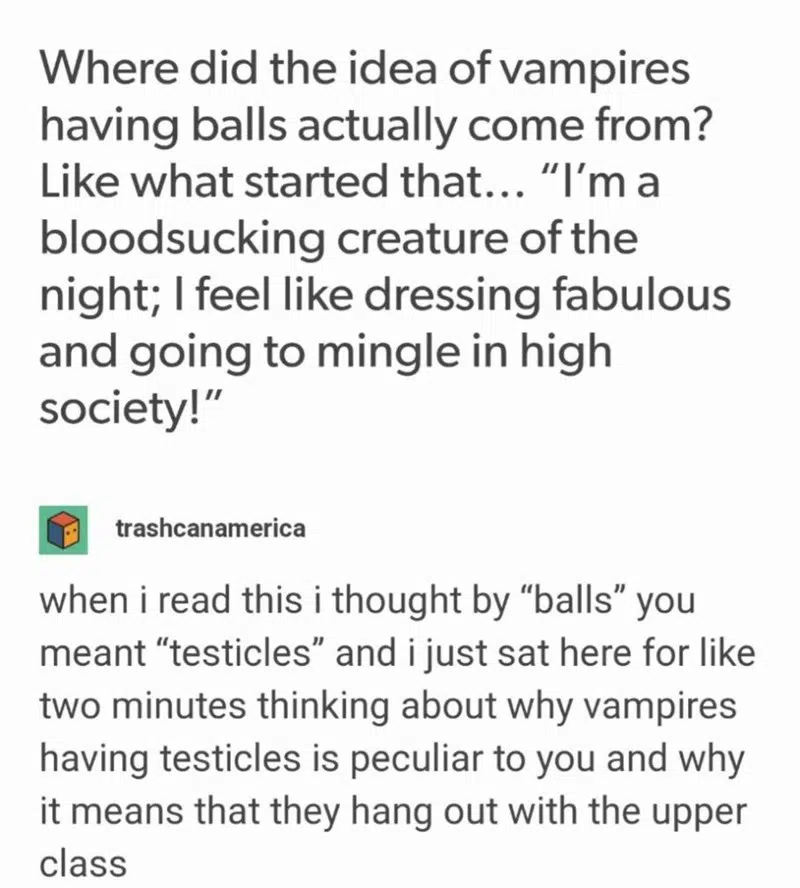 Where did the idea of vampires
having balls actually come from?
Like what started that... “I’m a
bloodsucking creature of the
night; I feel like dressing fabulous
and going to mingle in high
society!”
trashcanamerica
when i read this i thought by “balls” you
meant “testicles” and i just sat here for like
two minutes thinking about why vampires
having testicles is peculiar to you and why
it means that they hang out with the upper
class